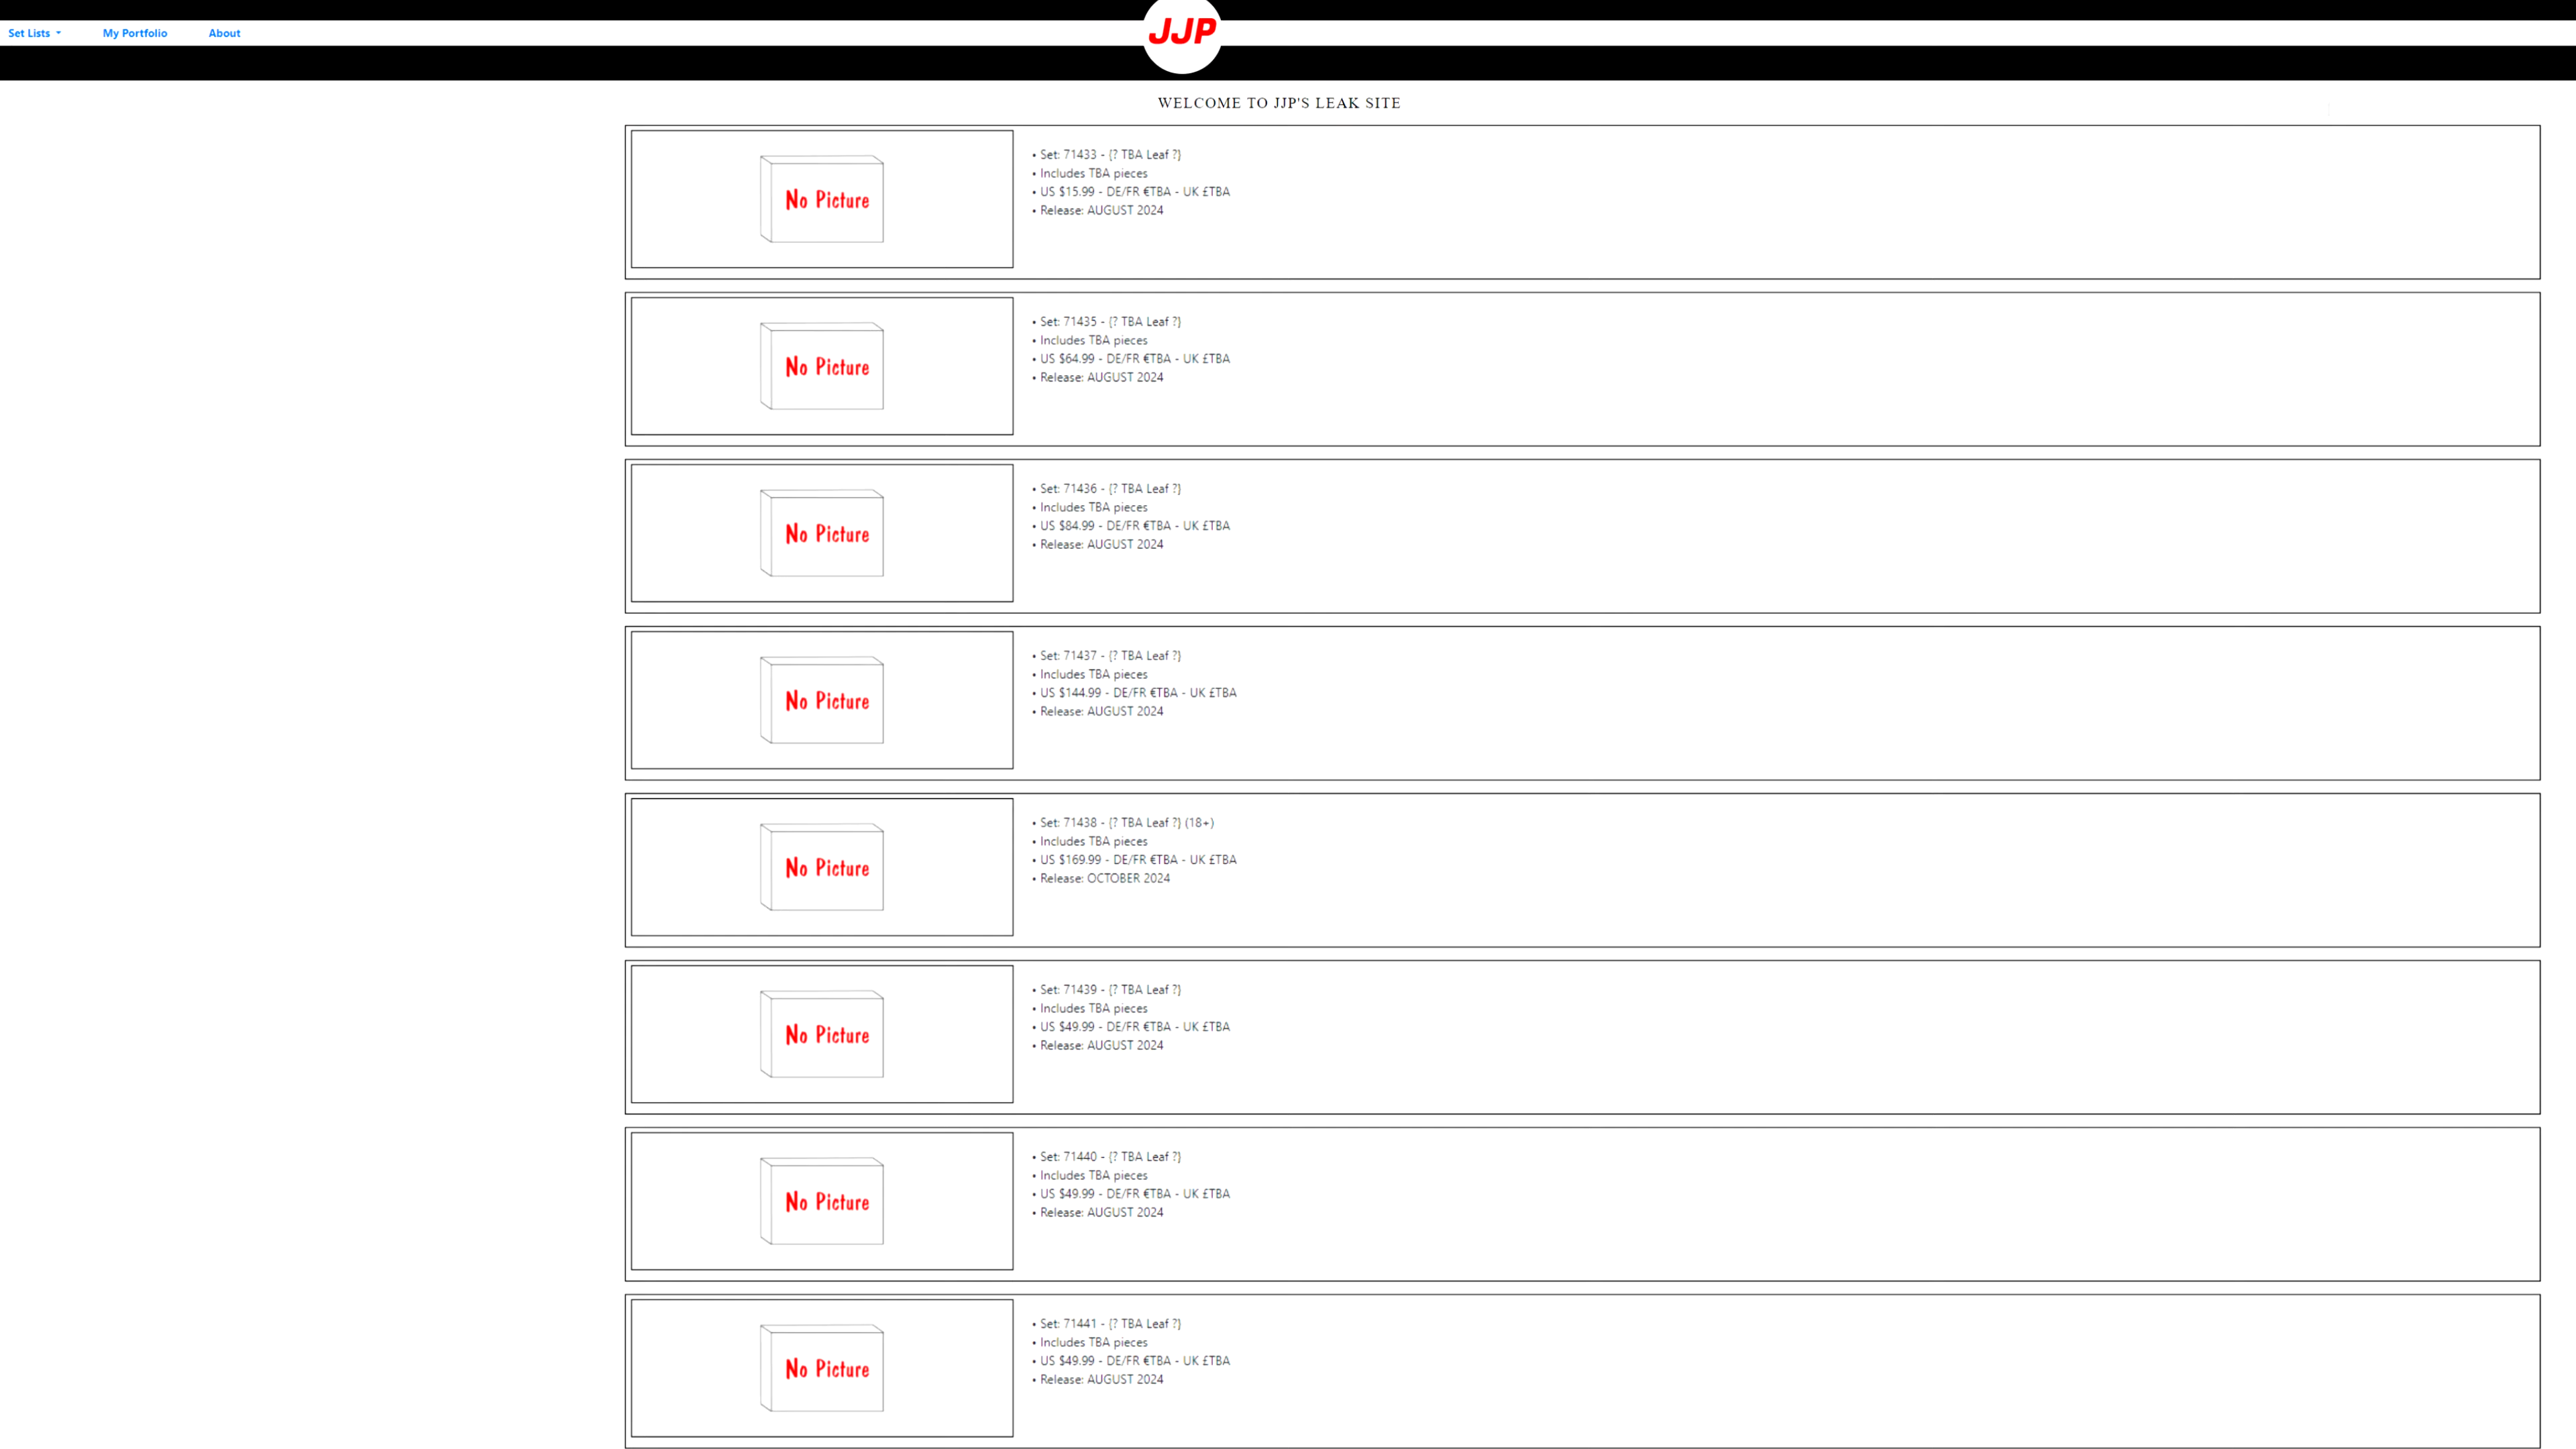 Set Lists
My Portfolio
About
JJP
WELCOME TO JJP'S LEAK SITE
No Picture
• Set: 71433 - {? TBA Leaf ?}
• Includes TBA pieces
• US $15.99 - DE/FR €TBA - UK £TBA
• Release: AUGUST 2024
No Picture
• Set: 71435 - {? TBA Leaf ?}
• Includes TBA pieces
• US $64.99 - DE/FR €TBA - UK £TBA
• Release: AUGUST 2024
No Picture
• Set: 71436 - {? TBA Leaf ?}
• Includes TBA pieces
• US $84.99 - DE/FR €TBA - UK £TBA
• Release: AUGUST 2024
No Picture
• Set: 71437 - {? TBA Leaf ?}
• Includes TBA pieces
• US $144.99 - DE/FR €TBA - UK £TBA
• Release: AUGUST 2024
No Picture
• Set: 71438 - {? TBA Leaf ?} (18+)
• Includes TBA pieces
• US $169.99 - DE/FR €TBA - UK £TBA
• Release: OCTOBER 2024
No Picture
• Set: 71439 - {? TBA Leaf ?}
• Includes TBA pieces
• US $49.99 - DE/FR €TBA - UK £TBA
• Release: AUGUST 2024
No Picture
• Set: 71440 - {? TBA Leaf ?}
• Includes TBA pieces
• US $49.99 - DE/FR €TBA - UK £TBA
• Release: AUGUST 2024
No Picture
• Set: 71441 - {? TBA Leaf ?}
• Includes TBA pieces
• US $49.99 - DE/FR €TBA - UK £TBA
• Release: AUGUST 2024